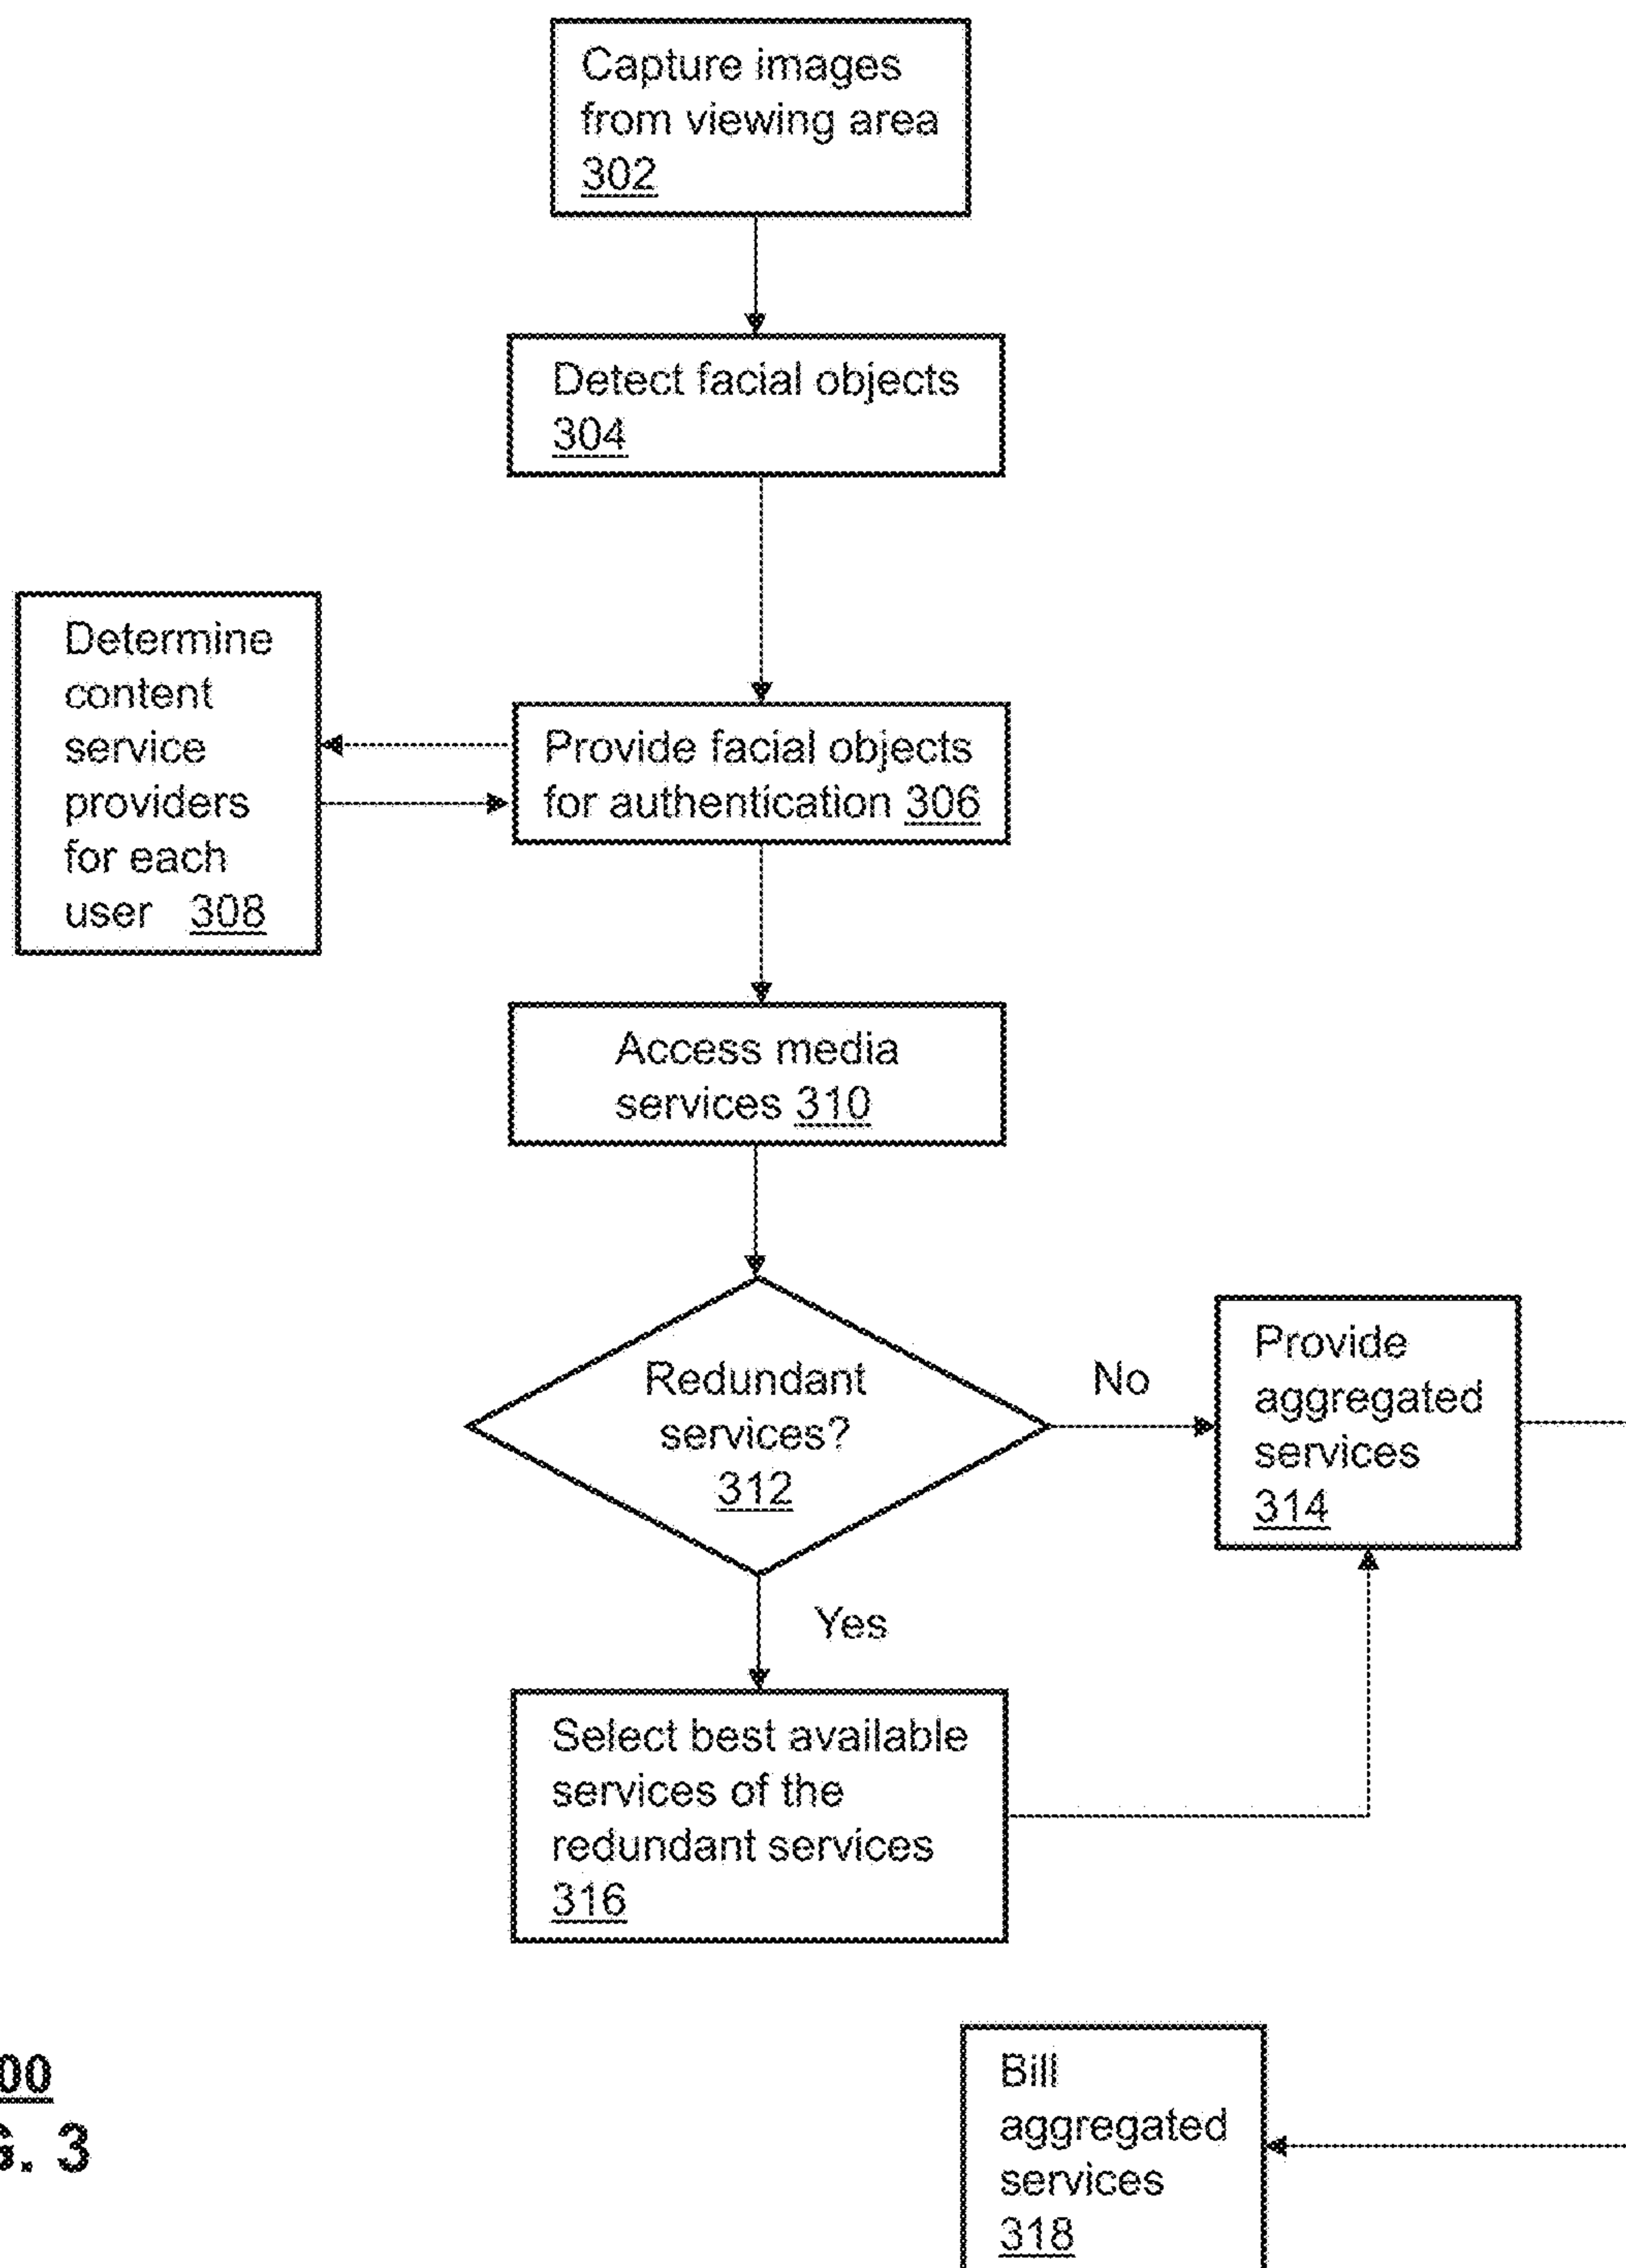 Capture images
from viewing area
302
Detect facial objects
304
Determine
content
service
providers
for each
user 308
Provide facial objects
for authentication 306
Access media
services 310
Redundant
services?
312
No
Provide
aggregated
services
314
Yes
Select best available
services of the
redundant services
316
00
G. 3
Bill
aggregated
services
318